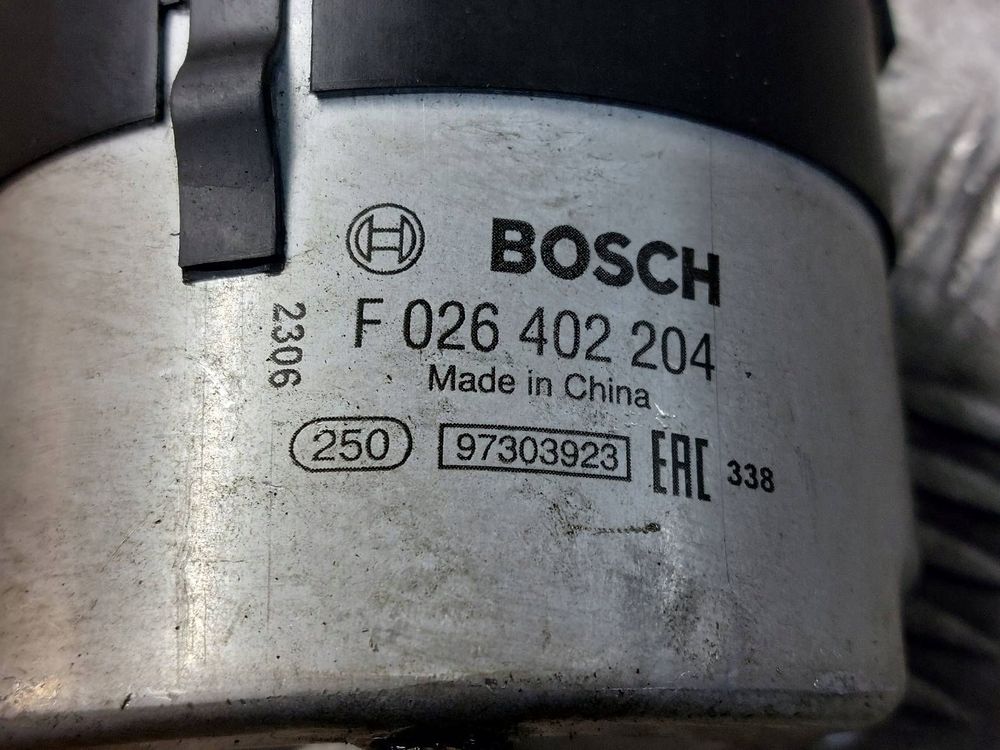 BOSCH
F 026 402 204
2306
Made in China
250 97303923 EAC 338